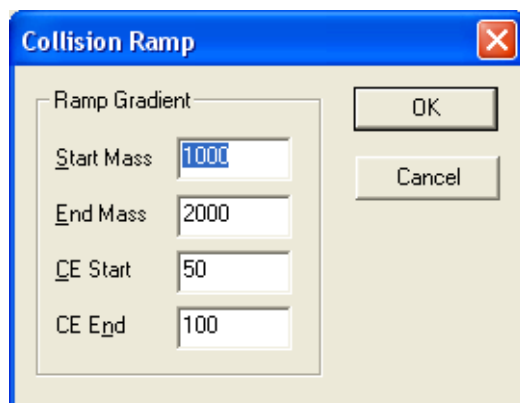 Collision Ramp
Ramp Gradient
Start Mass 1000
End Mass 2000
CE Start 50
CE End 100
OK
Cancel